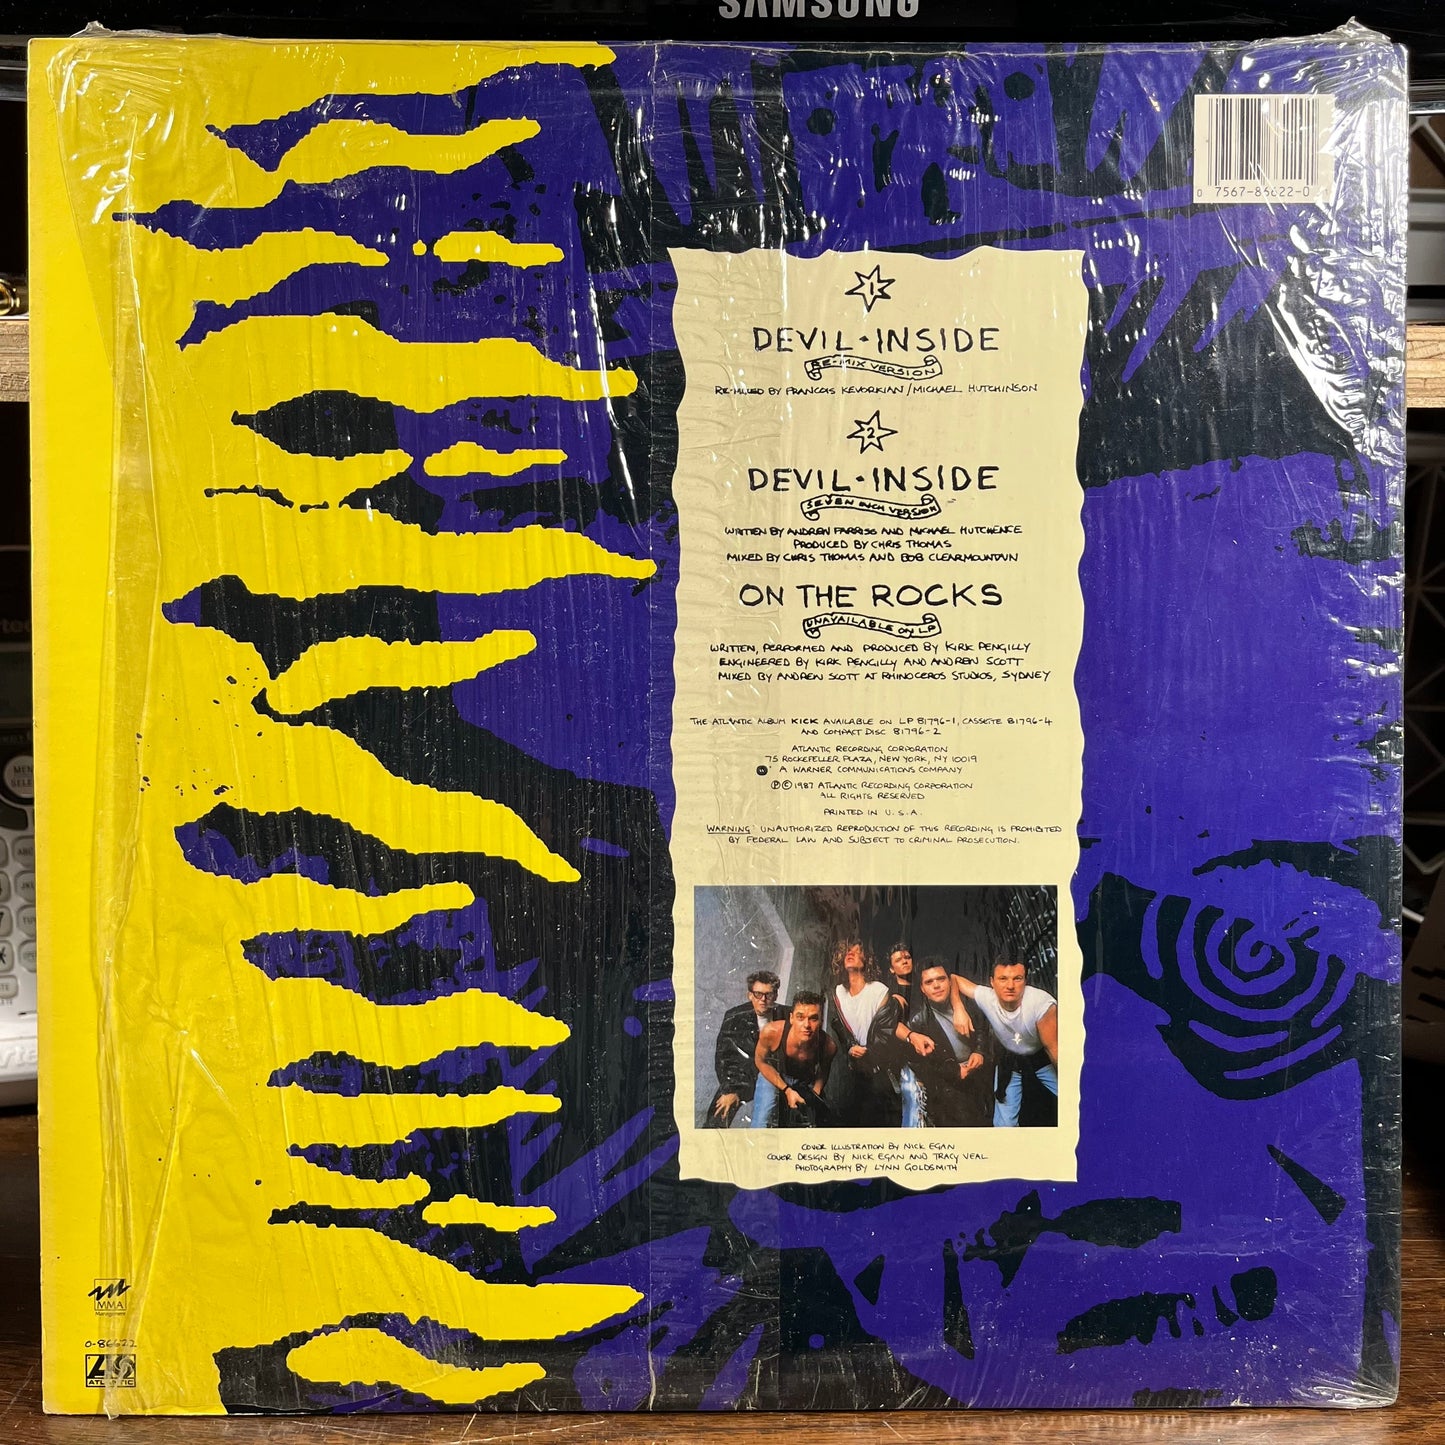 SAMSUNG
0 7567-86622-0
1
DEVIL·INSIDE
RE-MIX VERSION
RE-MIXED BY FRANCOIS KEVORKIAN/MICHAEL HUTCHINSON
2
DEVIL·INSIDE
SEVEN INCH VERSION
WRITTEN BY ANDREW FARRISS AND MICHAEL HUTCHENCE
PRODUCED BY CHRIS THOMAS
MIXED BY CHRIS THOMAS AND BOB CLEARMOUNTAIN
ON THE ROCKS
UNAVAILABLE ON LP
WRITTEN, PERFORMED AND PRODUCED BY KIRK PENGILLY
ENGINEERED BY KIRK PENGILLY AND ANDREW SCOTT
MIXED BY ANDREW SCOTT AT RHINOCEROS STUDIOS, SYDNEY
THE ATLANTIC ALBUM KICK AVAILABLE ON LP 81796-1, CASSETTE 81796-4
AND COMPACT DISC 81796-2
ATLANTIC RECORDING CORPORATION
75 ROCKEFELLER PLAZA, NEW YORK, NY 10019
A WARNER COMMUNICATIONS COMPANY
℗ © 1987 ATLANTIC RECORDING CORPORATION
ALL RIGHTS RESERVED
PRINTED IN U.S.A.
WARNING: UNAUTHORIZED REPRODUCTION OF THIS RECORDING IS PROHIBITED
BY FEDERAL LAW AND SUBJECT TO CRIMINAL PROSECUTION.
COVER ILLUSTRATION BY NICK EGAN
COVER DESIGN BY NICK EGAN AND TRACY VEAL
PHOTOGRAPHY BY LYNN GOLDSMITH
MMA
Management
0-86622
ATLANTIC